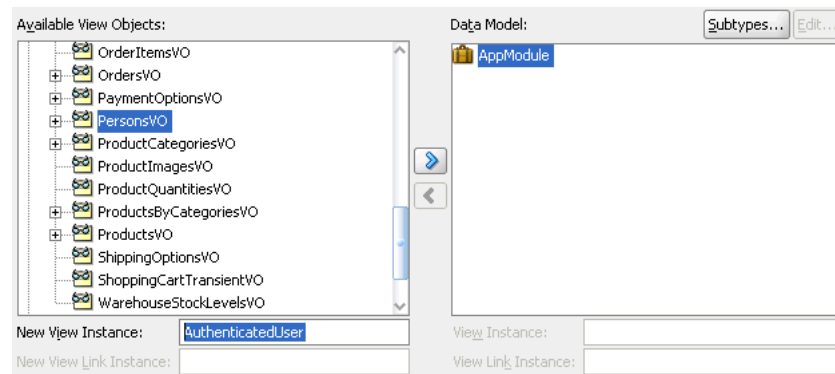 Available View Objects:
Data Model:
Subtypes...
Edit...
OrderItemsVO
OrdersVO
PaymentOptionsVO
PersonsVO
ProductCategoriesVO
ProductImagesVO
ProductQuantitiesVO
ProductsByCategoriesVO
ProductsVO
ShippingOptionsVO
ShoppingCartTransientVO
WarehouseStockLevelsVO
AppModule
New View Instance:
AuthenticatedUser
New View Link Instance:
View Instance:
View Link Instance: